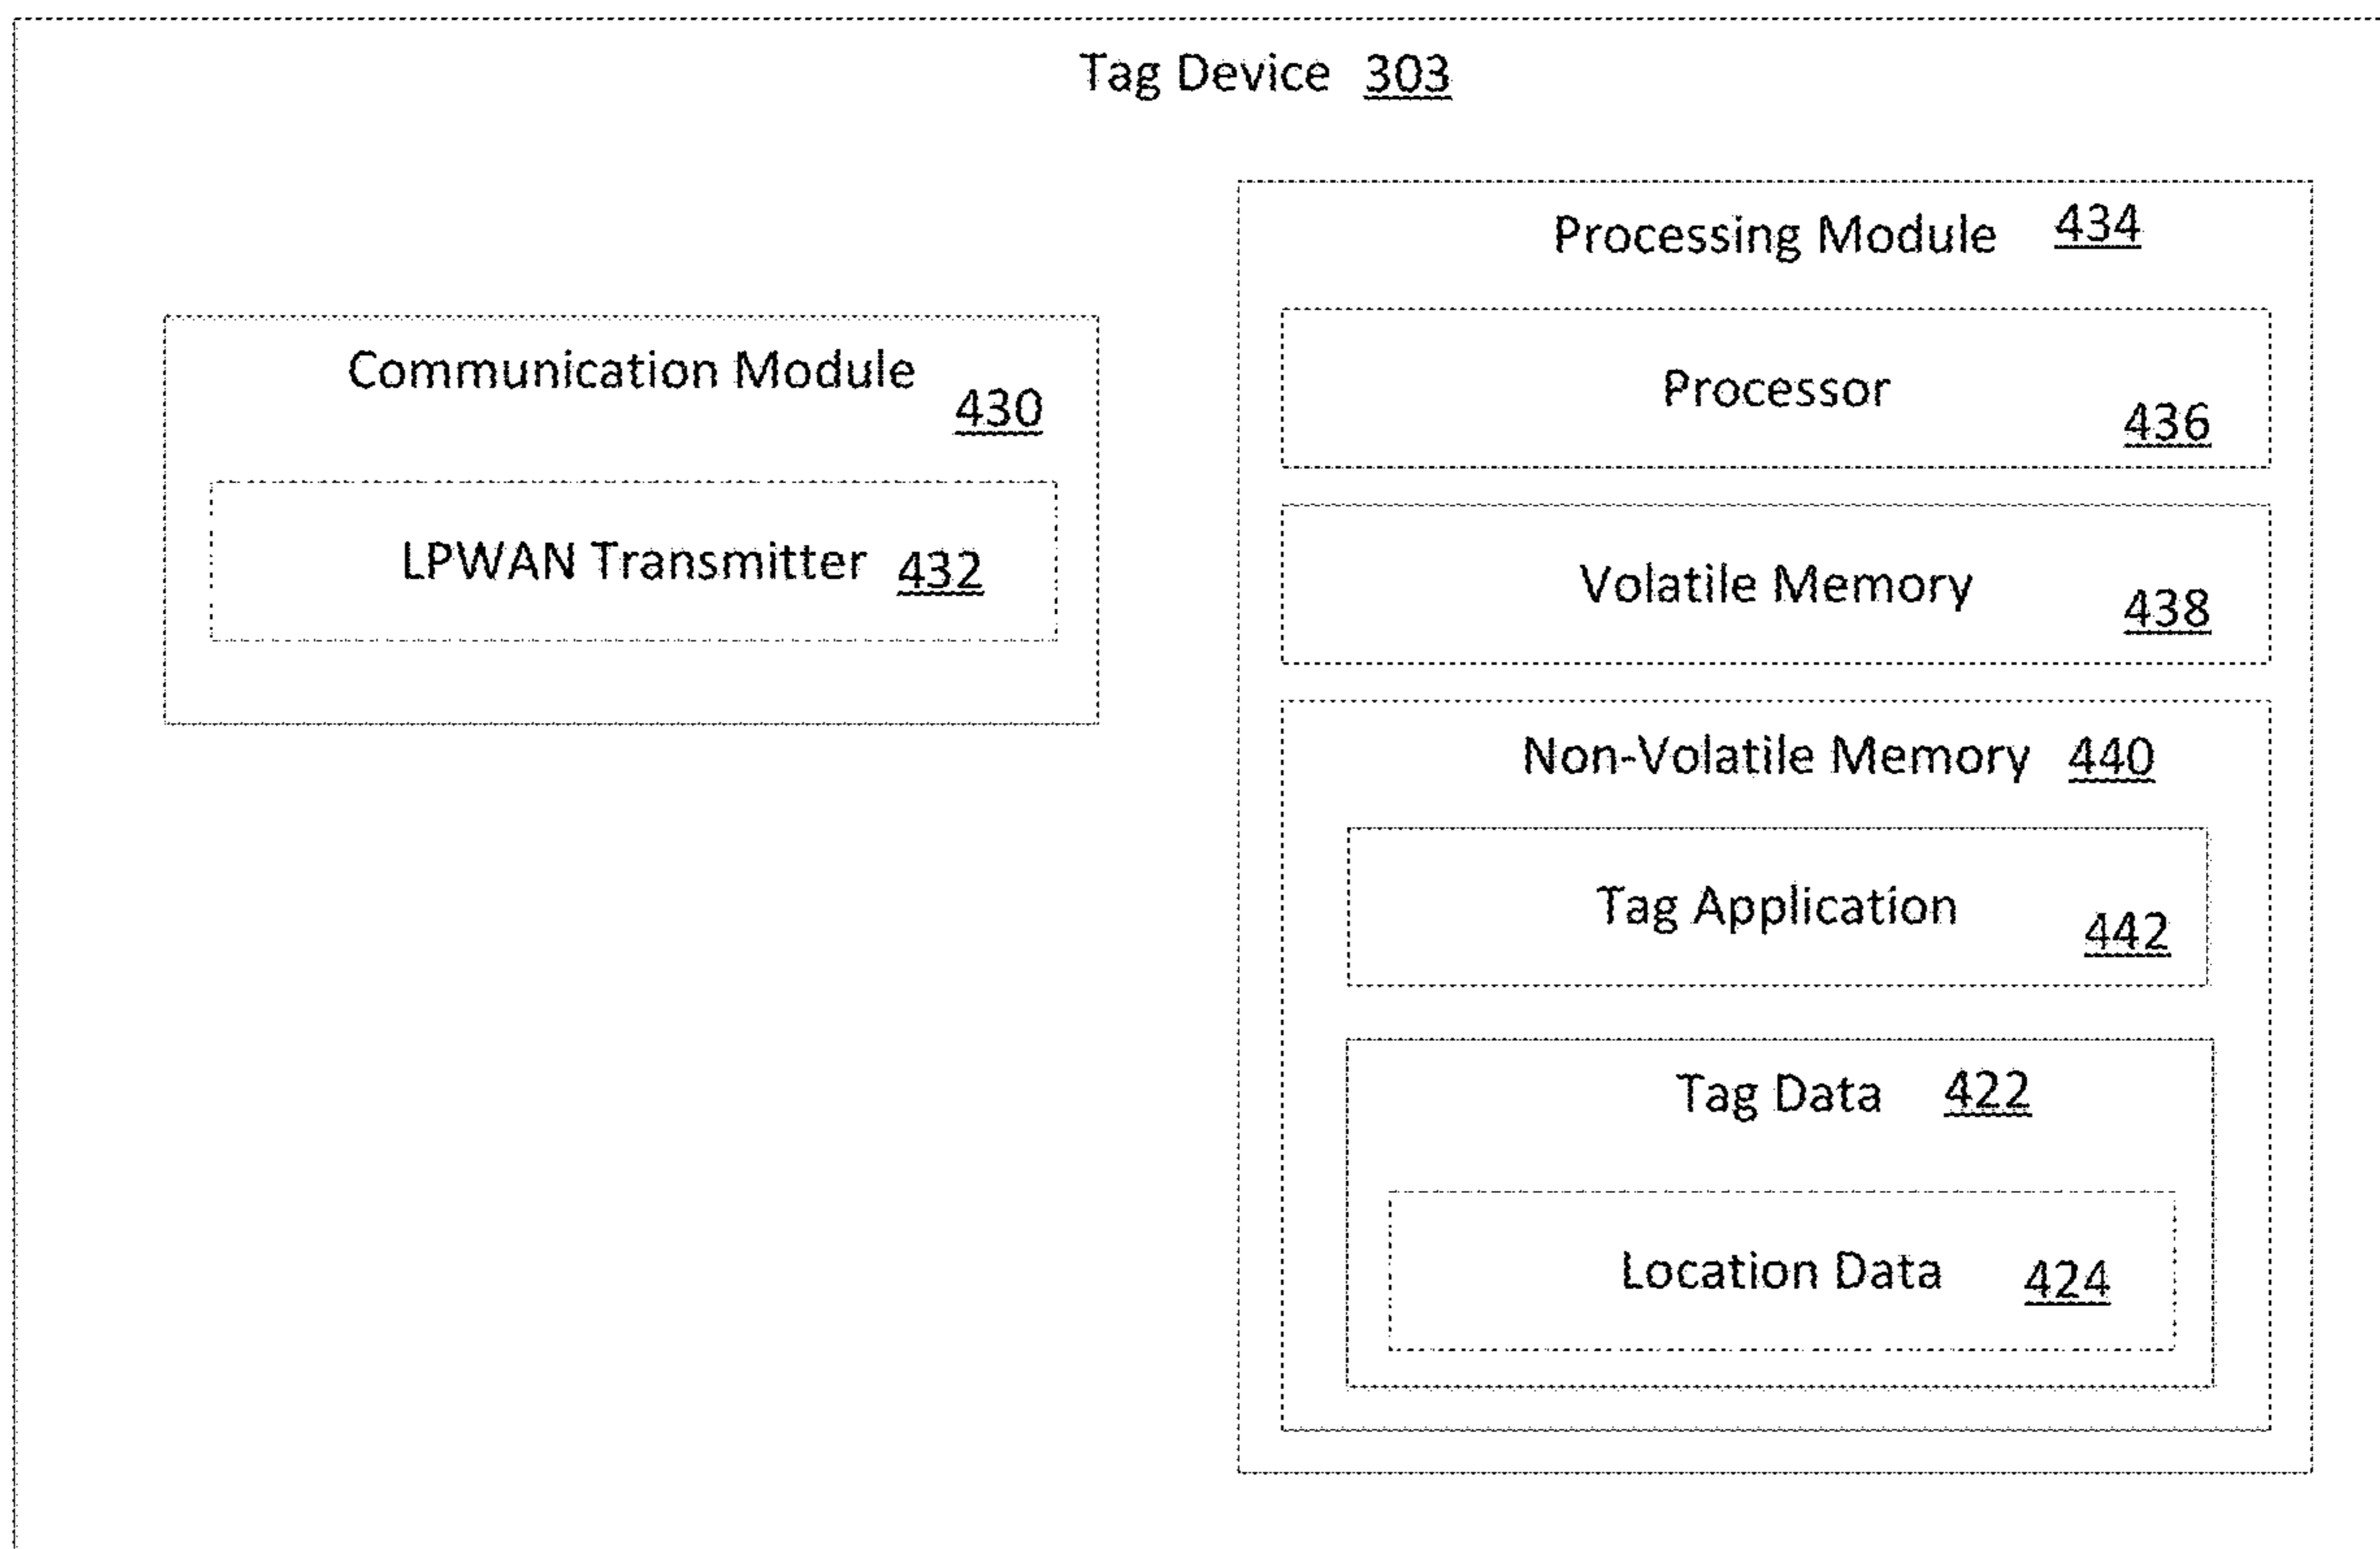 Tag Device 303
Communication Module 430
LPWAN Transmitter 432
Processing Module 434
Processor 436
Volatile Memory 438
Non-Volatile Memory 440
Tag Application 442
Tag Data 422
Location Data 424